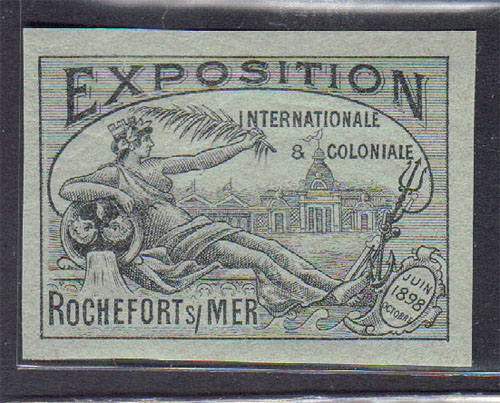 EXPOSITION
INTERNATIONALE
& COLONIALE
ROCHEFORT S/ MER
JUIN
1898
OCTOBRE